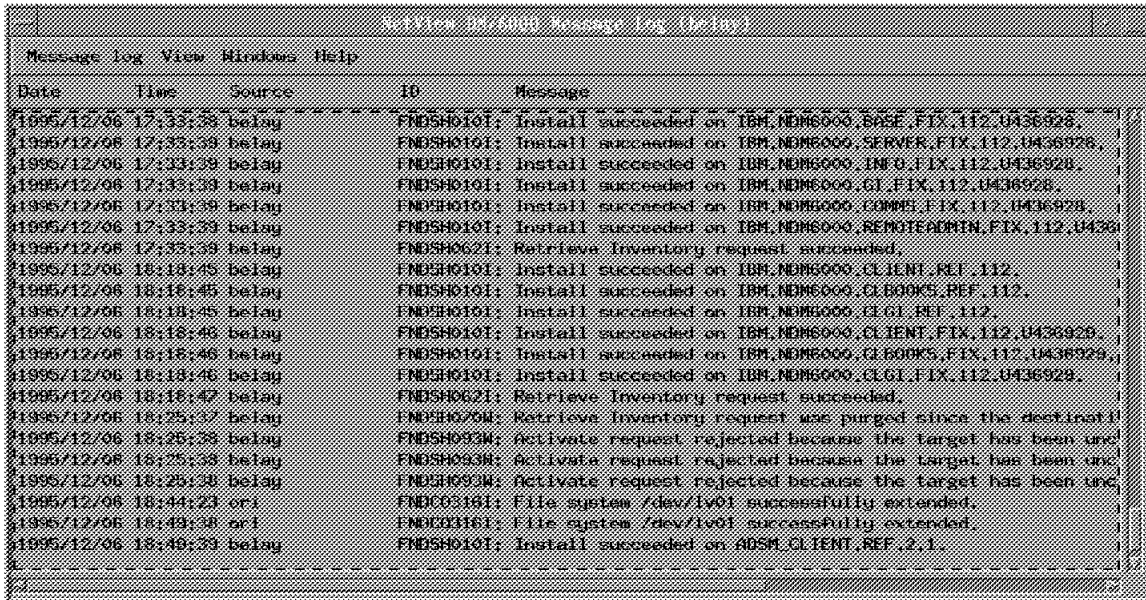 NetView DM/6000 Message Log (belay)
Message log View Windows Help
Date Time Source ID Message
1995/12/06 17:33:38 belay FNDSH010I: Install succeeded on IBM.NDM6000.BASE.FIX.112.U436928.
1995/12/06 17:33:39 belay FNDSH010I: Install succeeded on IBM.NDM6000.SERVER.FIX.112.U436928.
1995/12/06 17:33:39 belay FNDSH010I: Install succeeded on IBM.NDM6000.INFO.FIX.112.U436928.
1995/12/06 17:33:39 belay FNDSH010I: Install succeeded on IBM.NDM6000.GI.FIX.112.U436928.
1995/12/06 17:33:39 belay FNDSH010I: Install succeeded on IBM.NDM6000.COMMS.FIX.112.U436928.
1995/12/06 17:33:39 belay FNDSH010I: Install succeeded on IBM.NDM6000.REMOTEADMIN.FIX.112.U436
1995/12/06 17:33:39 belay FNDSH062I: Retrieve Inventory request succeeded.
1995/12/06 18:18:45 belay FNDSH010I: Install succeeded on IBM.NDM6000.CLIENT.REF.112.
1995/12/06 18:18:45 belay FNDSH010I: Install succeeded on IBM.NDM6000.CLBOOKS.REF.112.
1995/12/06 18:18:45 belay FNDSH010I: Install succeeded on IBM.NDM6000.CLGI.REF.112.
1995/12/06 18:18:46 belay FNDSH010I: Install succeeded on IBM.NDM6000.CLIENT.FIX.112.U436929.
1995/12/06 18:18:46 belay FNDSH010I: Install succeeded on IBM.NDM6000.CLBOOKS.FIX.112.U436929.
1995/12/06 18:18:46 belay FNDSH010I: Install succeeded on IBM.NDM6000.CLGI.FIX.112.U436929.
1995/12/06 18:18:47 belay FNDSH062I: Retrieve Inventory request succeeded.
1995/12/06 18:25:37 belay FNDSH070W: Retrieve Inventory request was purged since the destinati
1995/12/06 18:25:38 belay FNDSH093W: Activate request rejected because the target has been unc
1995/12/06 18:25:38 belay FNDSH093W: Activate request rejected because the target has been unc
1995/12/06 18:25:38 belay FNDSH093W: Activate request rejected because the target has been unc
1995/12/06 18:44:23 ori FNDCO316I: File system /dev/lv01 successfully extended.
1995/12/06 18:49:38 ori FNDCO316I: File system /dev/lv01 successfully extended.
1995/12/06 18:49:39 belay FNDSH010I: Install succeeded on ADSM_CLIENT.REF.2.1.